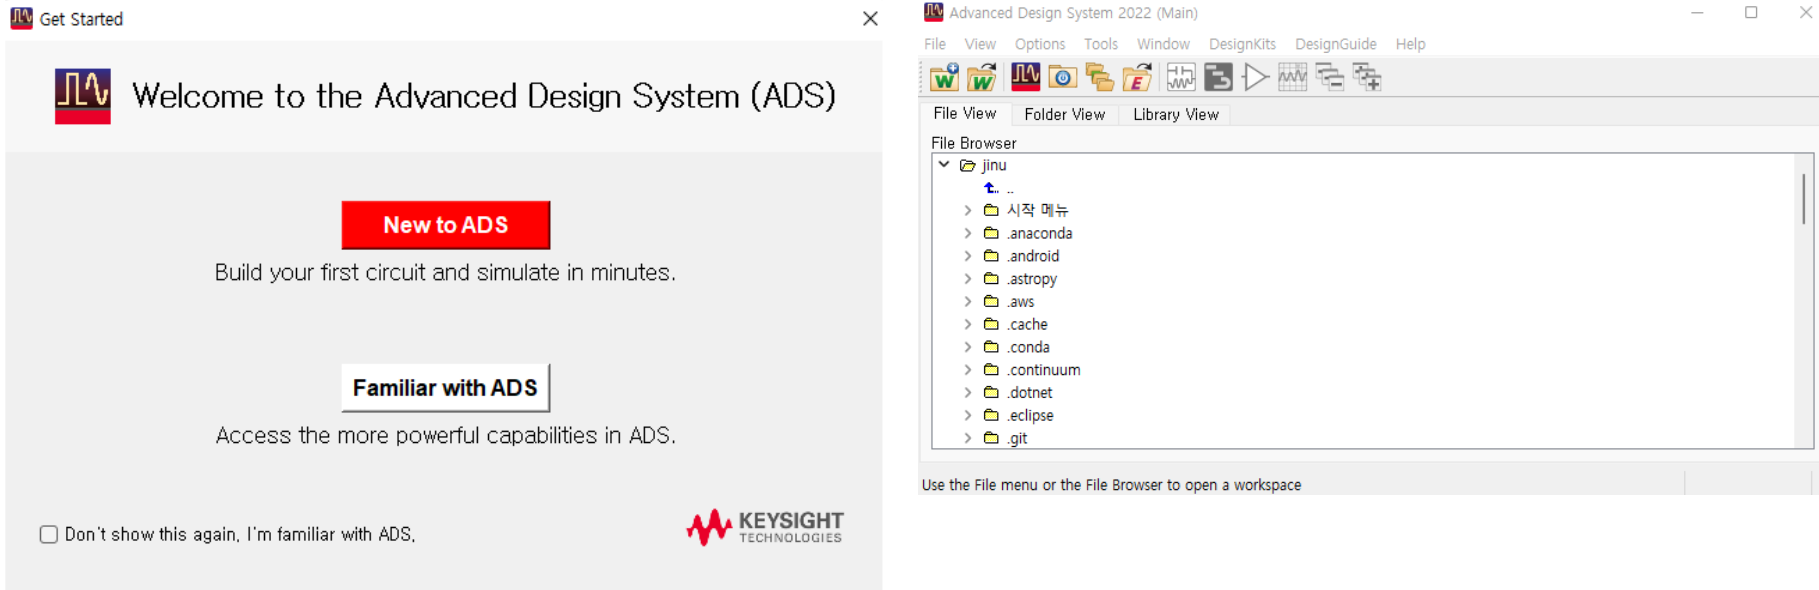 Get Started
Welcome to the Advanced Design System (ADS)
New to ADS
Build your first circuit and simulate in minutes.
Familiar with ADS
Access the more powerful capabilities in ADS.
Don't show this again, I'm familiar with ADS.
KEYSIGHT
TECHNOLOGIES
Advanced Design System 2022 (Main)
File View Options Tools Window DesignKits DesignGuide Help
File View Folder View Library View
File Browser
jinu
..
시작 메뉴
.anaconda
.android
.astropy
.aws
.cache
.conda
.continuum
.dotnet
.eclipse
.git
Use the File menu or the File Browser to open a workspace